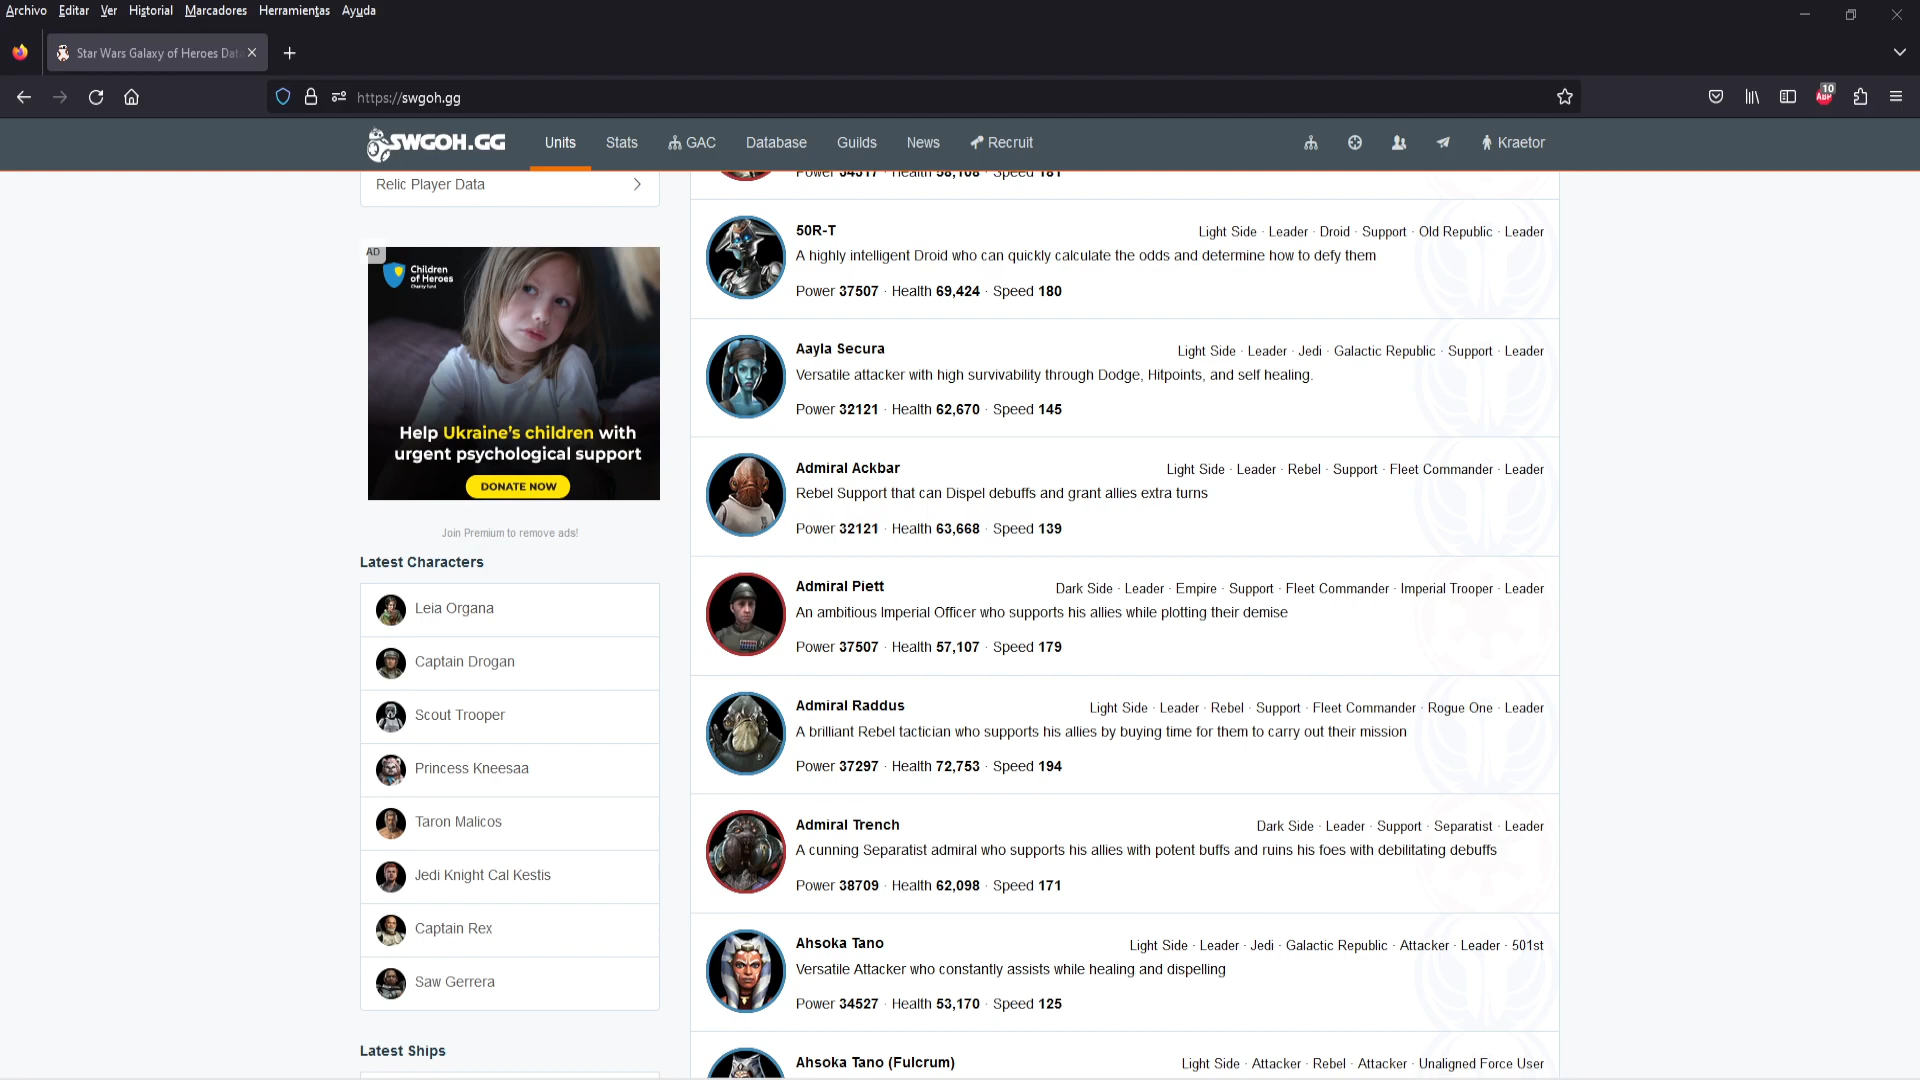 Archivo Editar Ver Historial Marcadores Herramientas Ayuda
Star Wars Galaxy of Heroes Dat
https://swgoh.gg
10
ABP
SWGOH.GG Units Stats GAC Database Guilds News Recruit Kraetor
Relic Player Data
AD
Children
of Heroes
Charity fund
Help Ukraine's children with
urgent psychological support
DONATE NOW
Join Premium to remove ads!
Latest Characters
Leia Organa
Captain Drogan
Scout Trooper
Princess Kneesaa
Taron Malicos
Jedi Knight Cal Kestis
Captain Rex
Saw Gerrera
Latest Ships
Power 34317 · Health 58,108 · Speed 181
50R-T
Light Side · Leader · Droid · Support · Old Republic · Leader
A highly intelligent Droid who can quickly calculate the odds and determine how to defy them
Power 37507 · Health 69,424 · Speed 180
Aayla Secura
Light Side · Leader · Jedi · Galactic Republic · Support · Leader
Versatile attacker with high survivability through Dodge, Hitpoints, and self healing.
Power 32121 · Health 62,670 · Speed 145
Admiral Ackbar
Light Side · Leader · Rebel · Support · Fleet Commander · Leader
Rebel Support that can Dispel debuffs and grant allies extra turns
Power 32121 · Health 63,668 · Speed 139
Admiral Piett
Dark Side · Leader · Empire · Support · Fleet Commander · Imperial Trooper · Leader
An ambitious Imperial Officer who supports his allies while plotting their demise
Power 37507 · Health 57,107 · Speed 179
Admiral Raddus
Light Side · Leader · Rebel · Support · Fleet Commander · Rogue One · Leader
A brilliant Rebel tactician who supports his allies by buying time for them to carry out their mission
Power 37297 · Health 72,753 · Speed 194
Admiral Trench
Dark Side · Leader · Support · Separatist · Leader
A cunning Separatist admiral who supports his allies with potent buffs and ruins his foes with debilitating debuffs
Power 38709 · Health 62,098 · Speed 171
Ahsoka Tano
Light Side · Leader · Jedi · Galactic Republic · Attacker · Leader · 501st
Versatile Attacker who constantly assists while healing and dispelling
Power 34527 · Health 53,170 · Speed 125
Ahsoka Tano (Fulcrum)
Light Side · Attacker · Rebel · Attacker · Unaligned Force User